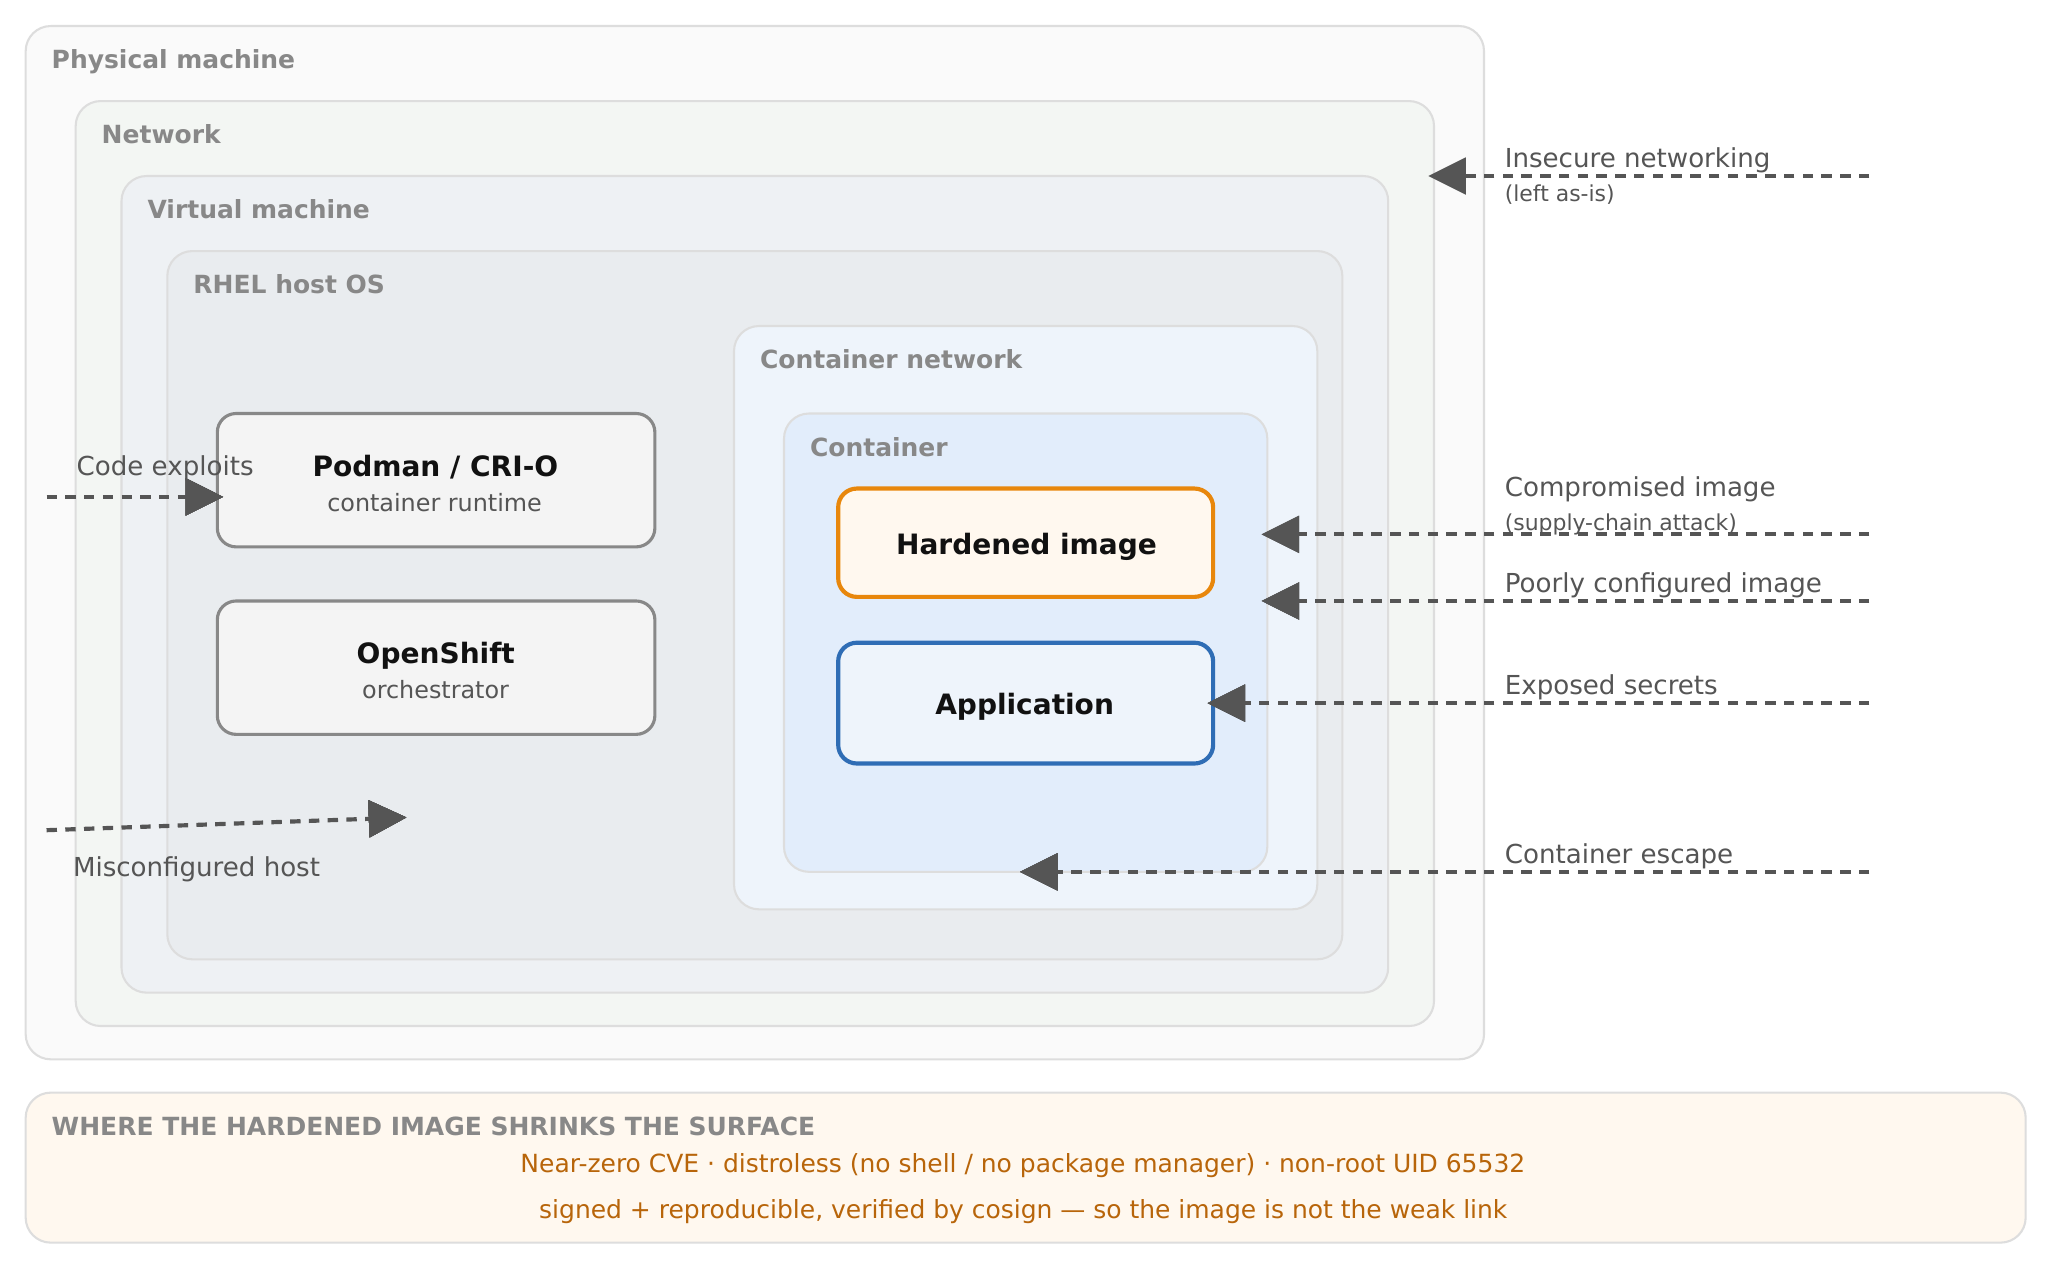 Physical machine
Network
Insecure networking
(left as-is)
Virtual machine
RHEL host OS
Container network
Container
Code exploits
Podman / CRI-O
container runtime
Compromised image
(supply-chain attack)
Hardened image
Poorly configured image
OpenShift
orchestrator
Exposed secrets
Application
Misconfigured host
Container escape
WHERE THE HARDENED IMAGE SHRINKS THE SURFACE
Near-zero CVE · distroless (no shell / no package manager) · non-root UID 65532
signed + reproducible, verified by cosign — so the image is not the weak link